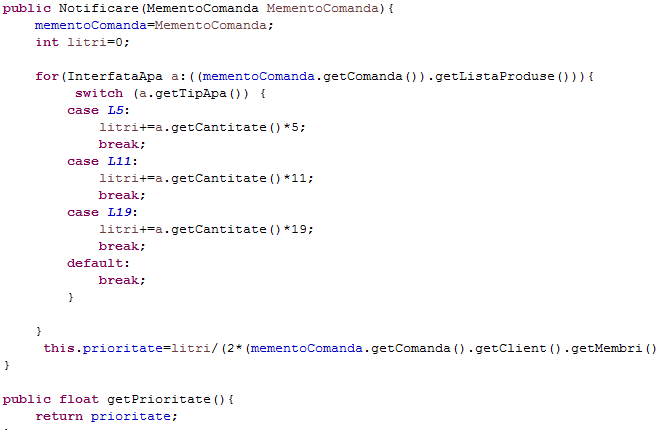 public Notificare(MementoComanda MementoComanda){
    mementoComanda=MementoComanda;
    int litri=0;

    for(InterfataApa a:((mementoComanda.getComanda()).getListaProduse())){
         switch (a.getTipApa()) {
        case L5:
            litri+=a.getCantitate()*5;
            break;
        case L11:
            litri+=a.getCantitate()*11;
            break;
        case L19:
            litri+=a.getCantitate()*19;
            break;
        default:
            break;
        }

    }
     this.prioritate=litri/(2*(mementoComanda.getComanda().getClient().getMembri()
}

public float getPrioritate(){
    return prioritate;